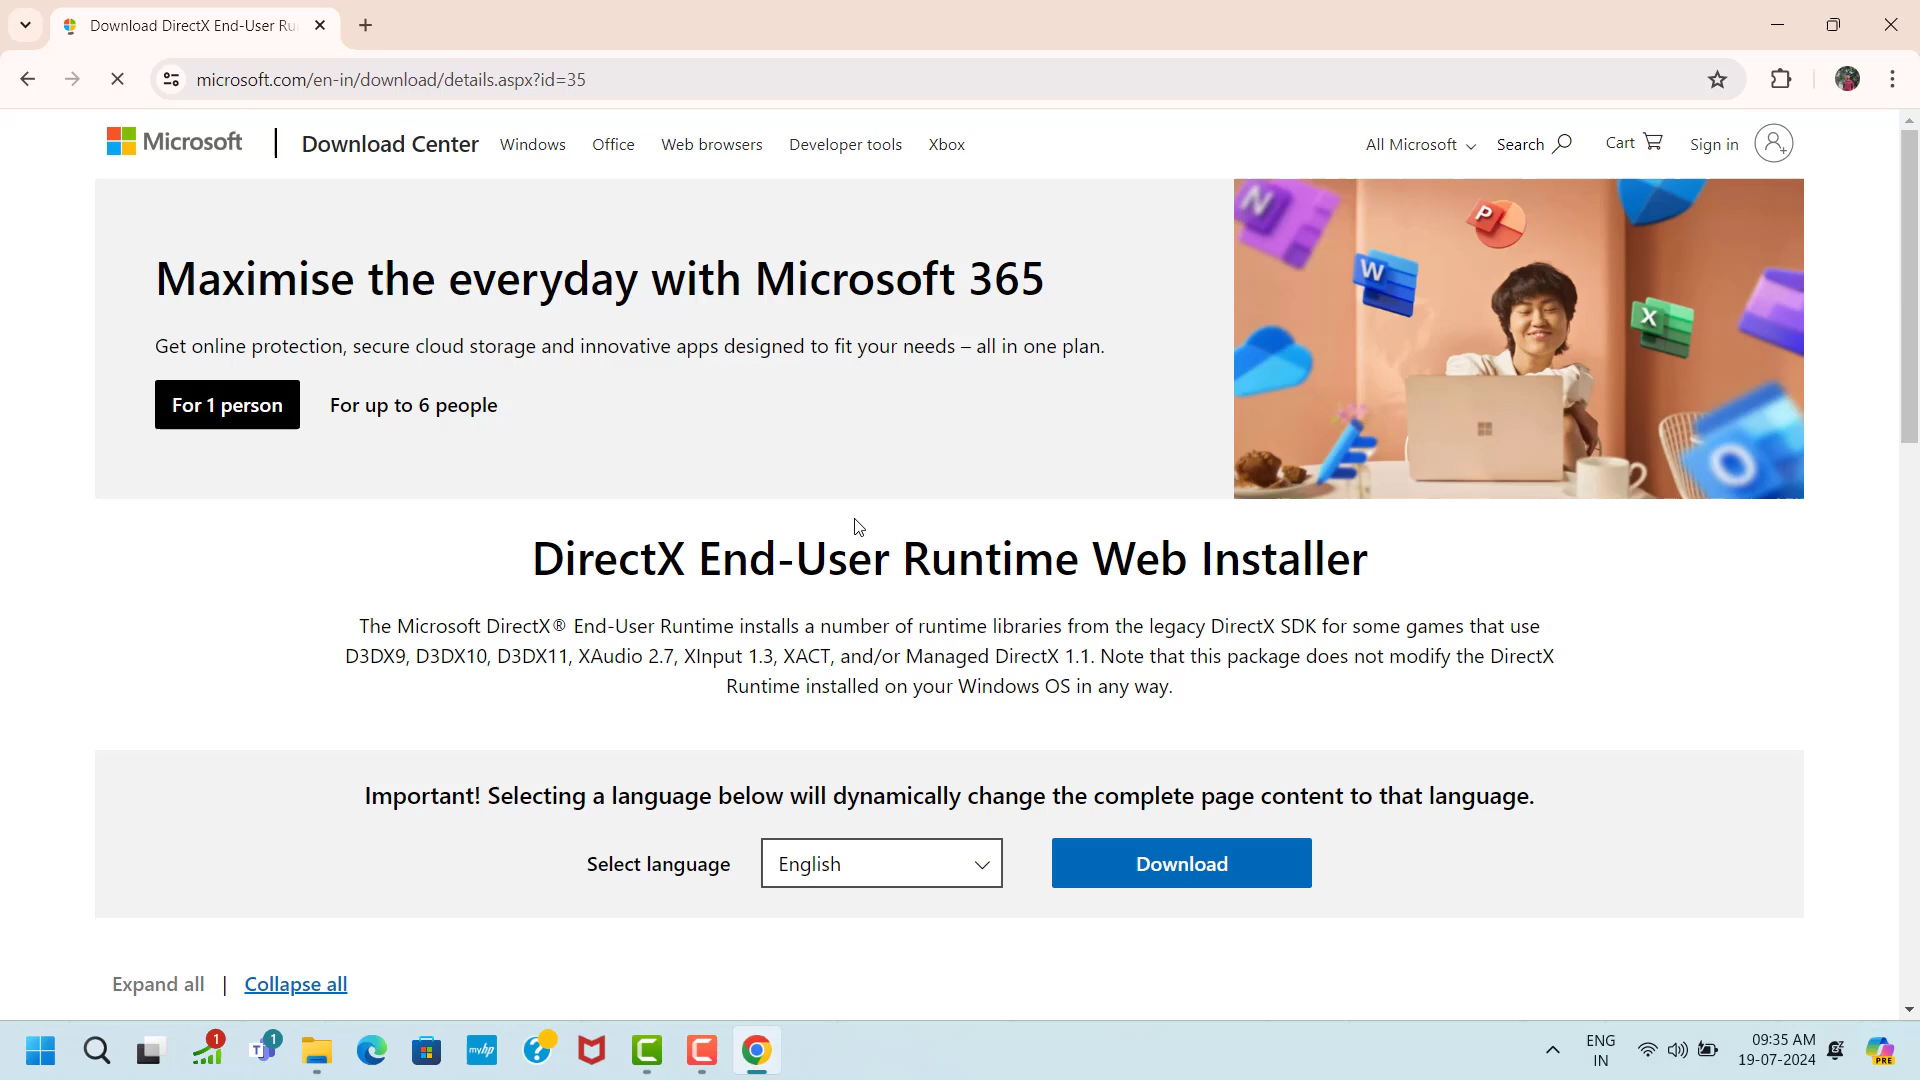 Download DirectX End-User Ru
microsoft.com/en-in/download/details.aspx?id=35
Microsoft
Download Center
Windows
Office
Web browsers
Developer tools
Xbox
All Microsoft
Search
Cart
Sign in
Maximise the everyday with Microsoft 365
Get online protection, secure cloud storage and innovative apps designed to fit your needs – all in one plan.
For 1 person
For up to 6 people
N
P
W
X
O
DirectX End-User Runtime Web Installer
The Microsoft DirectX® End-User Runtime installs a number of runtime libraries from the legacy DirectX SDK for some games that use
D3DX9, D3DX10, D3DX11, XAudio 2.7, XInput 1.3, XACT, and/or Managed DirectX 1.1. Note that this package does not modify the DirectX
Runtime installed on your Windows OS in any way.
Important! Selecting a language below will dynamically change the complete page content to that language.
Select language
English
Download
Expand all | Collapse all
1
T
1
myhp
?
C
C
ENG
IN
09:35 AM
19-07-2024
PRE